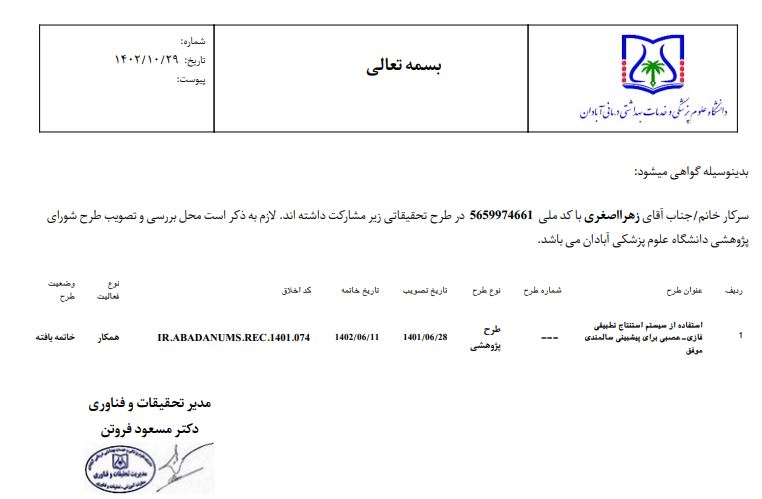 شماره:
تاریخ: ۱۴۰۲/۱۰/۲۹
پیوست:
بسمه تعالی
دانشگاه علوم پزشکی و خدمات بهداشتی درمانی آبادان
بدینوسیله گواهی میشود:
سرکار خانم/جناب آقای زهرااصغری با کد ملی 5659974661 در طرح تحقیقاتی زیر مشارکت داشته اند. لازم به ذکر است محل بررسی و تصویب طرح شورای
پژوهشی دانشگاه علوم پزشکی آبادان می باشد.
ردیف عنوان طرح شماره طرح نوع طرح تاریخ تصویب تاریخ خاتمه کد اخلاق نوع فعالیت وضعیت طرح
1 استفاده از سیستم استنتاج تطبیقی
فازی- عصبی برای پیشبینی سالمندی
موفق
---
طرح
پژوهشی
1401/06/28
1402/06/11
IR.ABADANUMS.REC.1401.074
همکار
خاتمه یافته
مدیر تحقیقات و فناوری
دکتر مسعود فروتن
مدیریت تحقیقات و فناوری